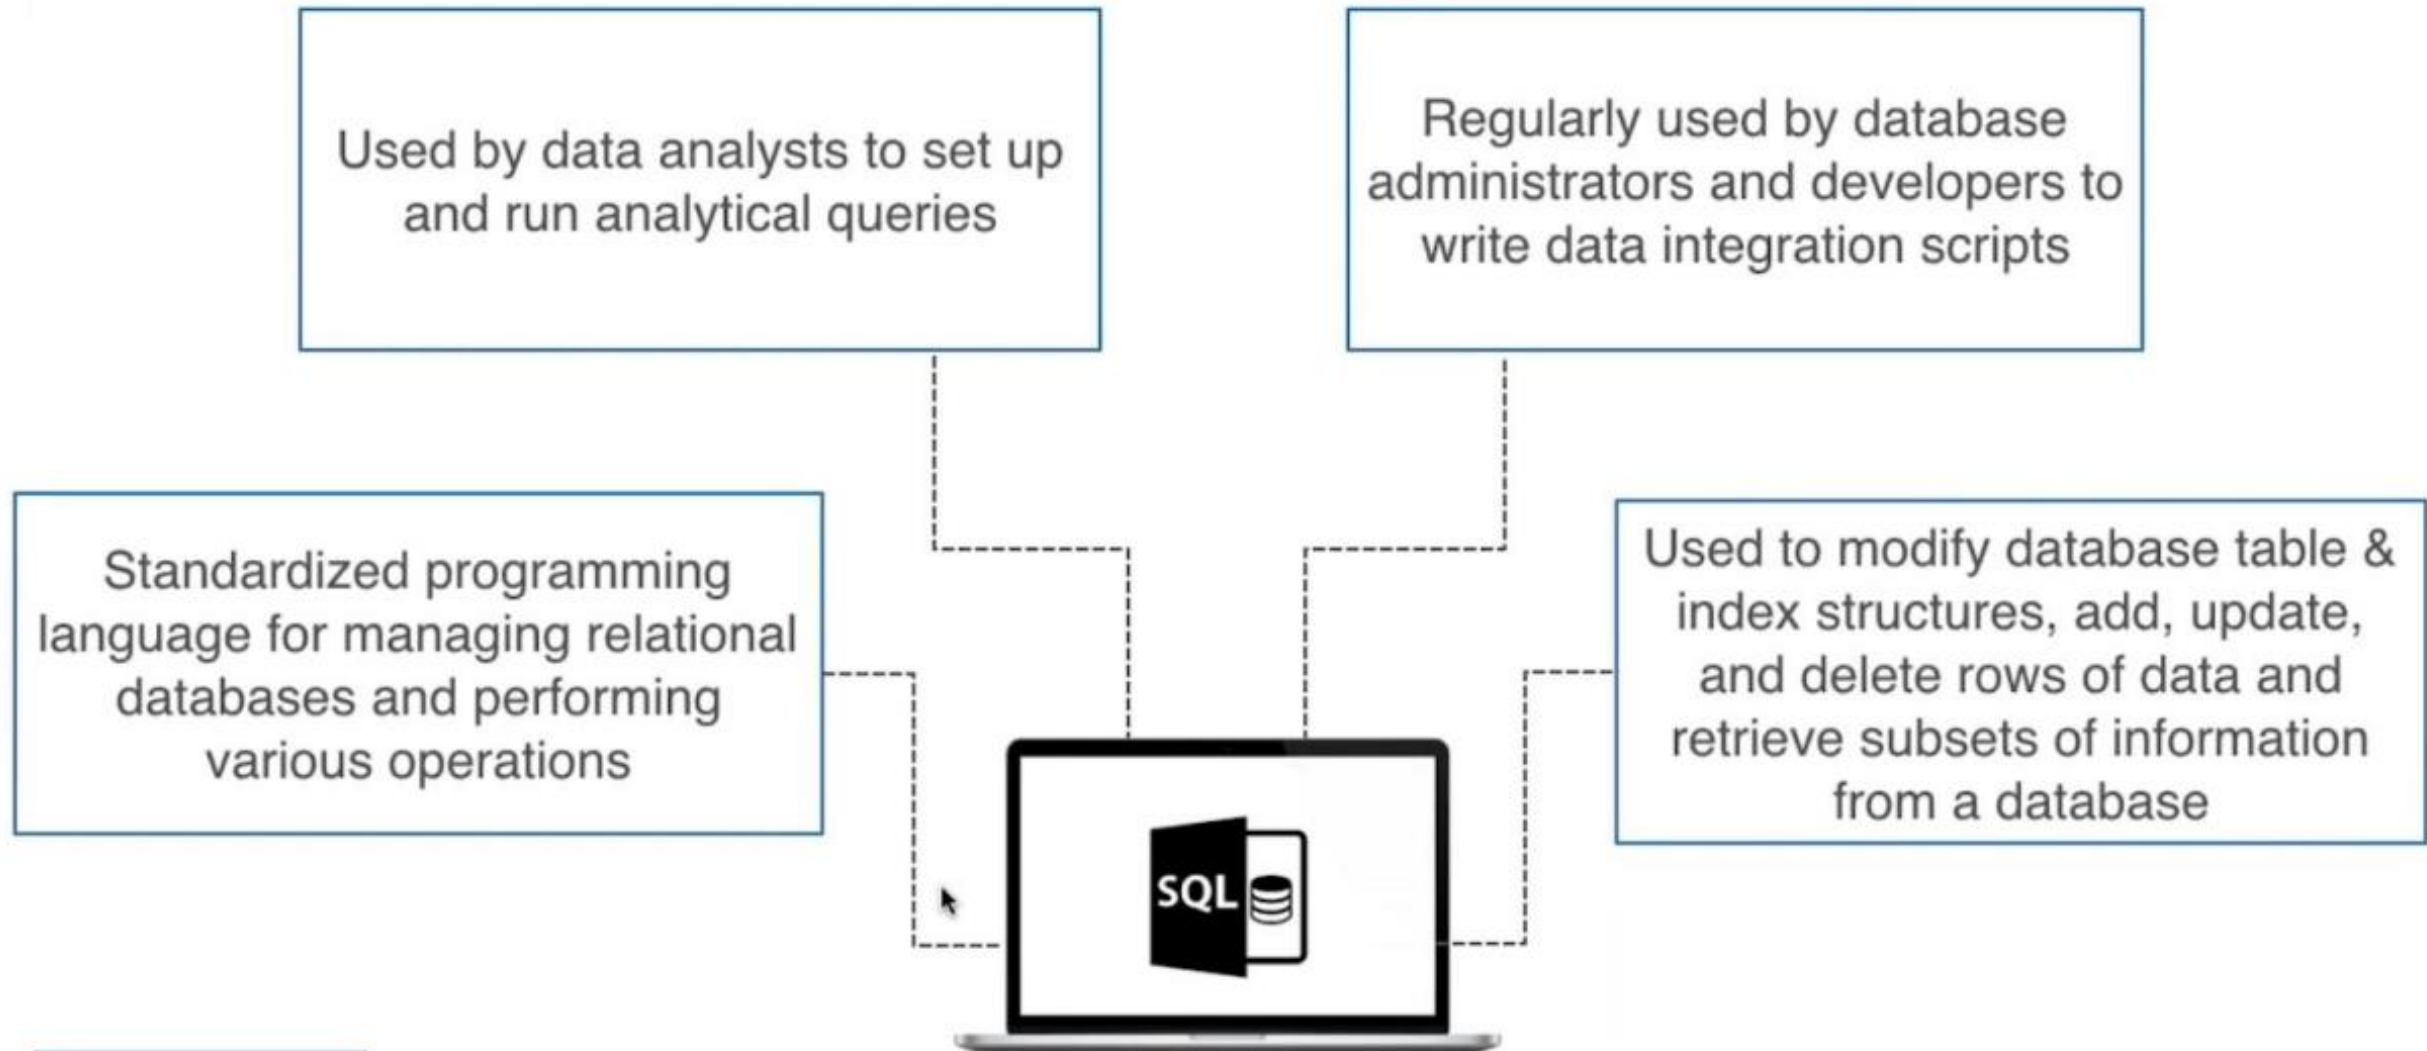 Used by data analysts to set up
and run analytical queries
Regularly used by database
administrators and developers to
write data integration scripts
Standardized programming
language for managing relational
databases and performing
various operations
Used to modify database table &
index structures, add, update,
and delete rows of data and
retrieve subsets of information
from a database
SQL